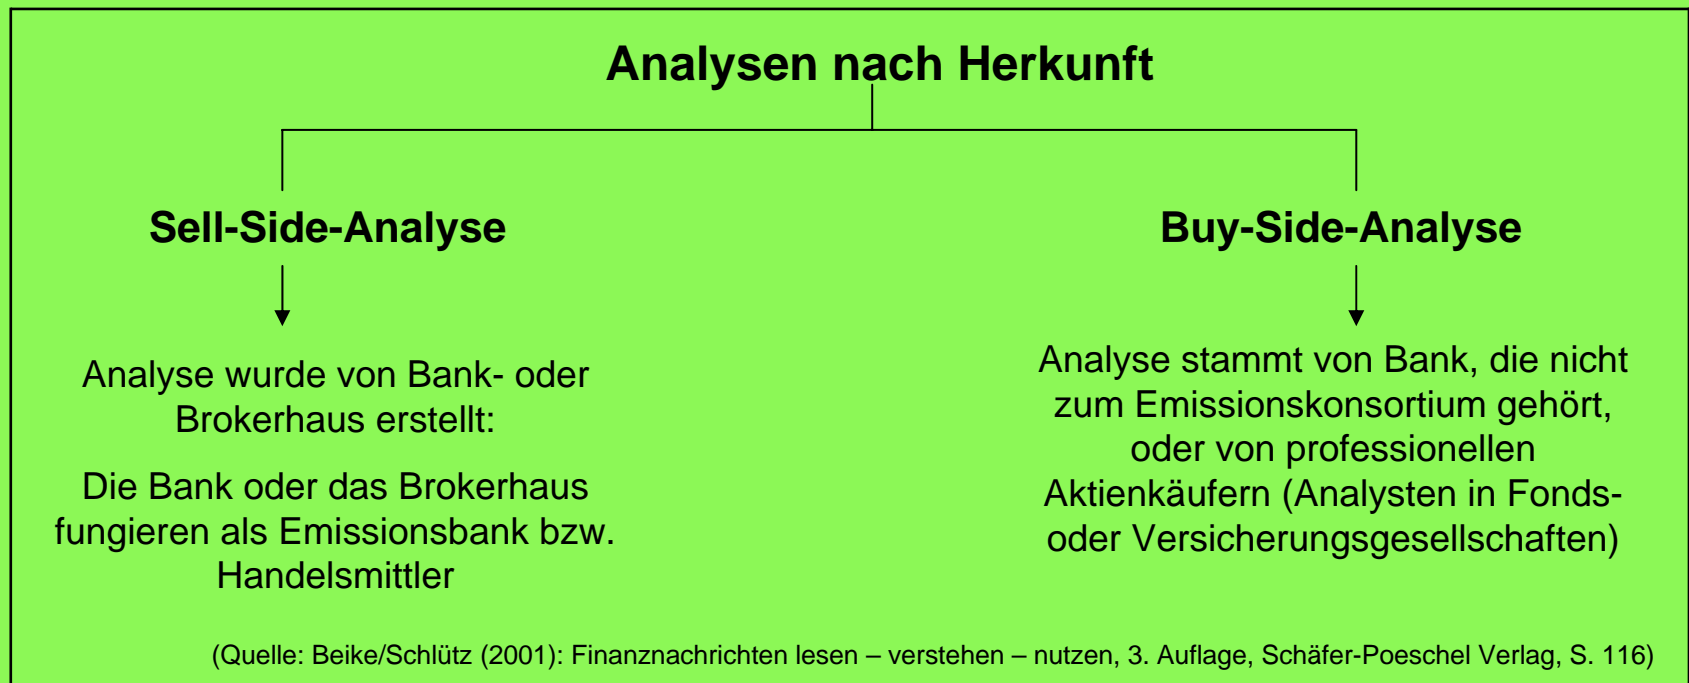 Analysen nach Herkunft
Sell-Side-Analyse
Analyse wurde von Bank- oder
Brokerhaus erstellt:
Die Bank oder das Brokerhaus
fungieren als Emissionsbank bzw.
Handelsmittler
Buy-Side-Analyse
Analyse stammt von Bank, die nicht
zum Emissionskonsortium gehört,
oder von professionellen
Aktienkäufern (Analysten in Fonds-
oder Versicherungsgesellschaften)
(Quelle: Beike/Schlütz (2001): Finanznachrichten lesen – verstehen – nutzen, 3. Auflage, Schäfer-Poeschel Verlag, S. 116)